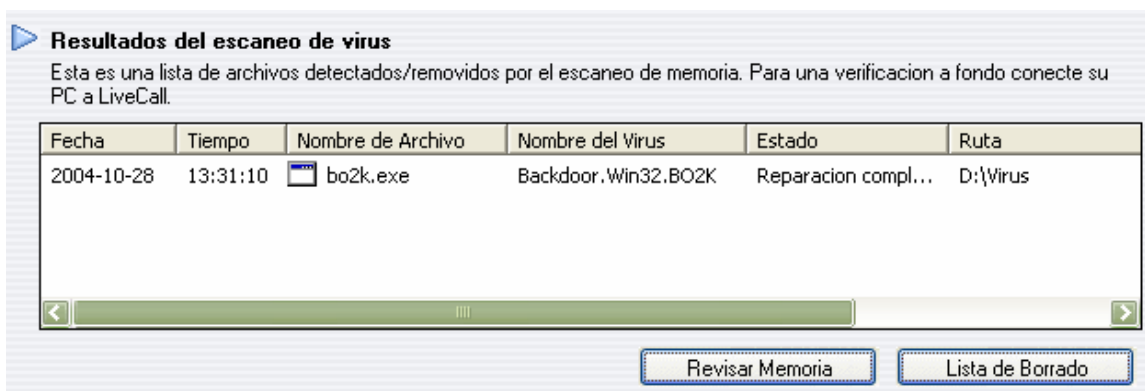 Resultados del escaneo de virus
Esta es una lista de archivos detectados/removidos por el escaneo de memoria. Para una verificacion a fondo conecte su
PC a LiveCall.
Fecha Tiempo Nombre de Archivo Nombre del Virus Estado Ruta
2004-10-28 13:31:10 bo2k.exe Backdoor.Win32.BO2K Reparacion compl... D:\Virus
Revisar Memoria Lista de Borrado